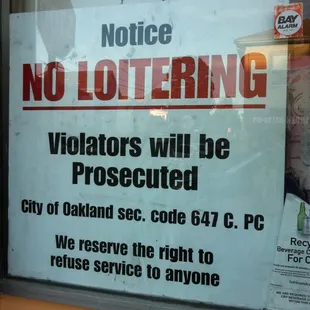 Notice
NO LOITERING
Violators will be
Prosecuted
City of Oakland sec. code 647 C. PC
We reserve the right to
refuse service to anyone
BAY
ALARM
Recy
Beverage C
For C